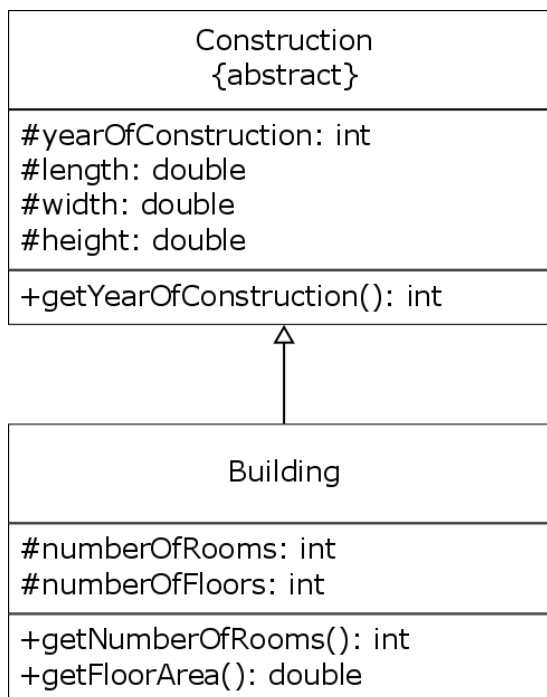 Construction
{abstract}
#yearOfConstruction: int
#length: double
#width: double
#height: double
+getYearOfConstruction(): int
Building
#numberOfRooms: int
#numberOfFloors: int
+getNumberOfRooms(): int
+getFloorArea(): double